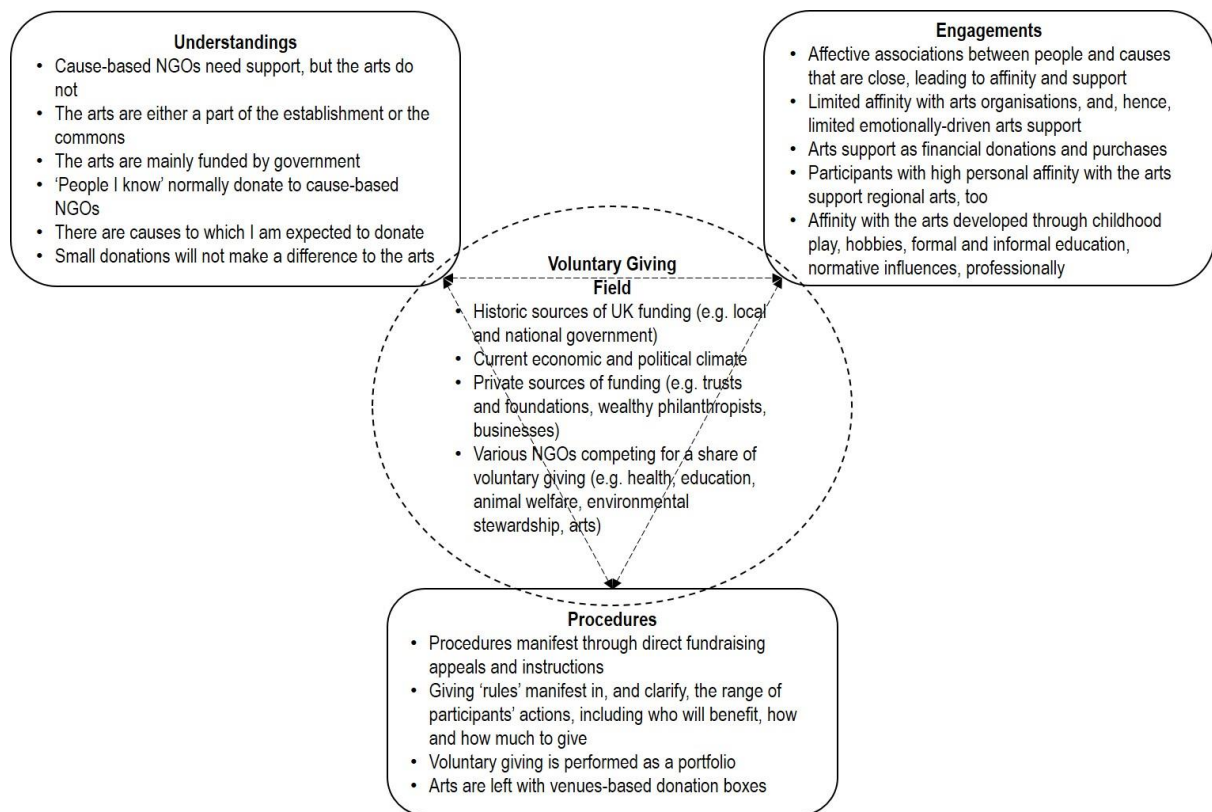 Understandings
• Cause-based NGOs need support, but the arts do
not
• The arts are either a part of the establishment or the
commons
• The arts are mainly funded by government
• ‘People I know’ normally donate to cause-based
NGOs
• There are causes to which I am expected to donate
• Small donations will not make a difference to the arts
Engagements
• Affective associations between people and causes
that are close, leading to affinity and support
• Limited affinity with arts organisations, and, hence,
limited emotionally-driven arts support
• Arts support as financial donations and purchases
• Participants with high personal affinity with the arts
support regional arts, too
• Affinity with the arts developed through childhood
play, hobbies, formal and informal education,
normative influences, professionally
Voluntary Giving
Field
• Historic sources of UK funding (e.g. local
and national government)
• Current economic and political climate
• Private sources of funding (e.g. trusts
and foundations, wealthy philanthropists,
businesses)
• Various NGOs competing for a share of
voluntary giving (e.g. health, education,
animal welfare, environmental
stewardship, arts)
Procedures
• Procedures manifest through direct fundraising
appeals and instructions
• Giving ‘rules’ manifest in, and clarify, the range of
participants’ actions, including who will benefit, how
and how much to give
• Voluntary giving is performed as a portfolio
• Arts are left with venues-based donation boxes